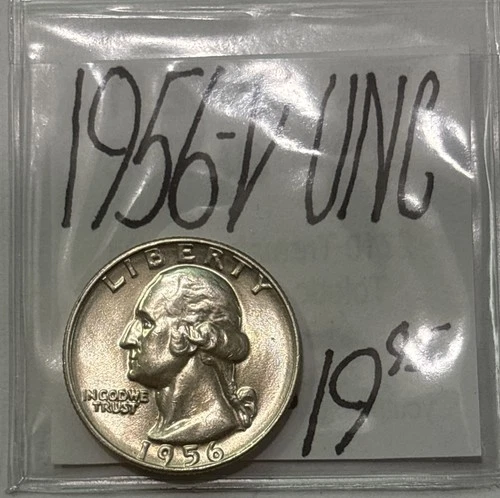 1956-D UNC
LIBERTY
IN GOD WE
TRUST
1956
19 95